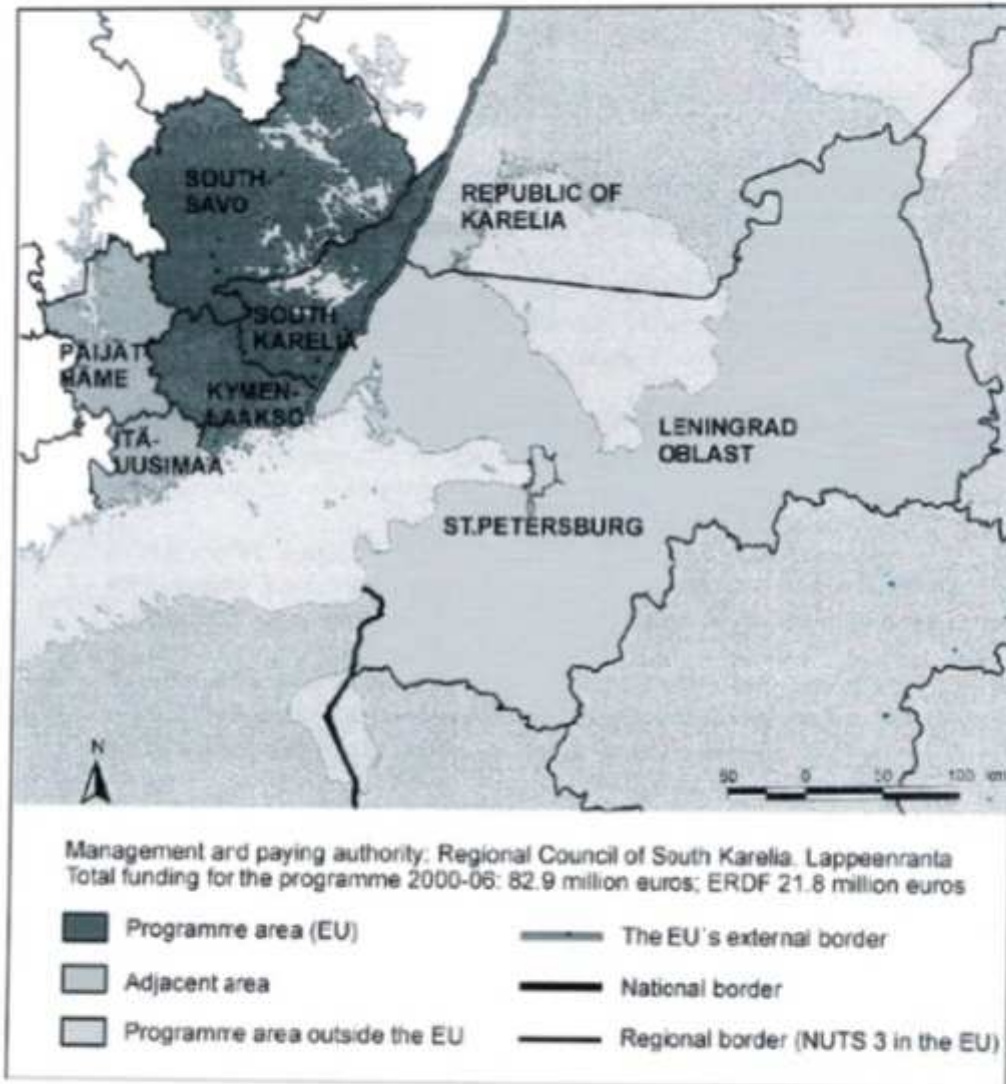 SOUTH-
SAVO
REPUBLIC OF
KARELIA
SOUTH
KARELIA
PÄIJÄT-
HÄME
KYMEN-
LAAKSO
ITÄ-
UUSIMAA
LENINGRAD
OBLAST
ST.PETERSBURG
N
50 0 50 100 km
Management and paying authority: Regional Council of South Karelia. Lappeenranta
Total funding for the programme 2000-06: 82.9 million euros; ERDF 21.8 million euros
Programme area (EU)
Adjacent area
Programme area outside the EU
The EU´s external border
National border
Regional border (NUTS 3 in the EU)